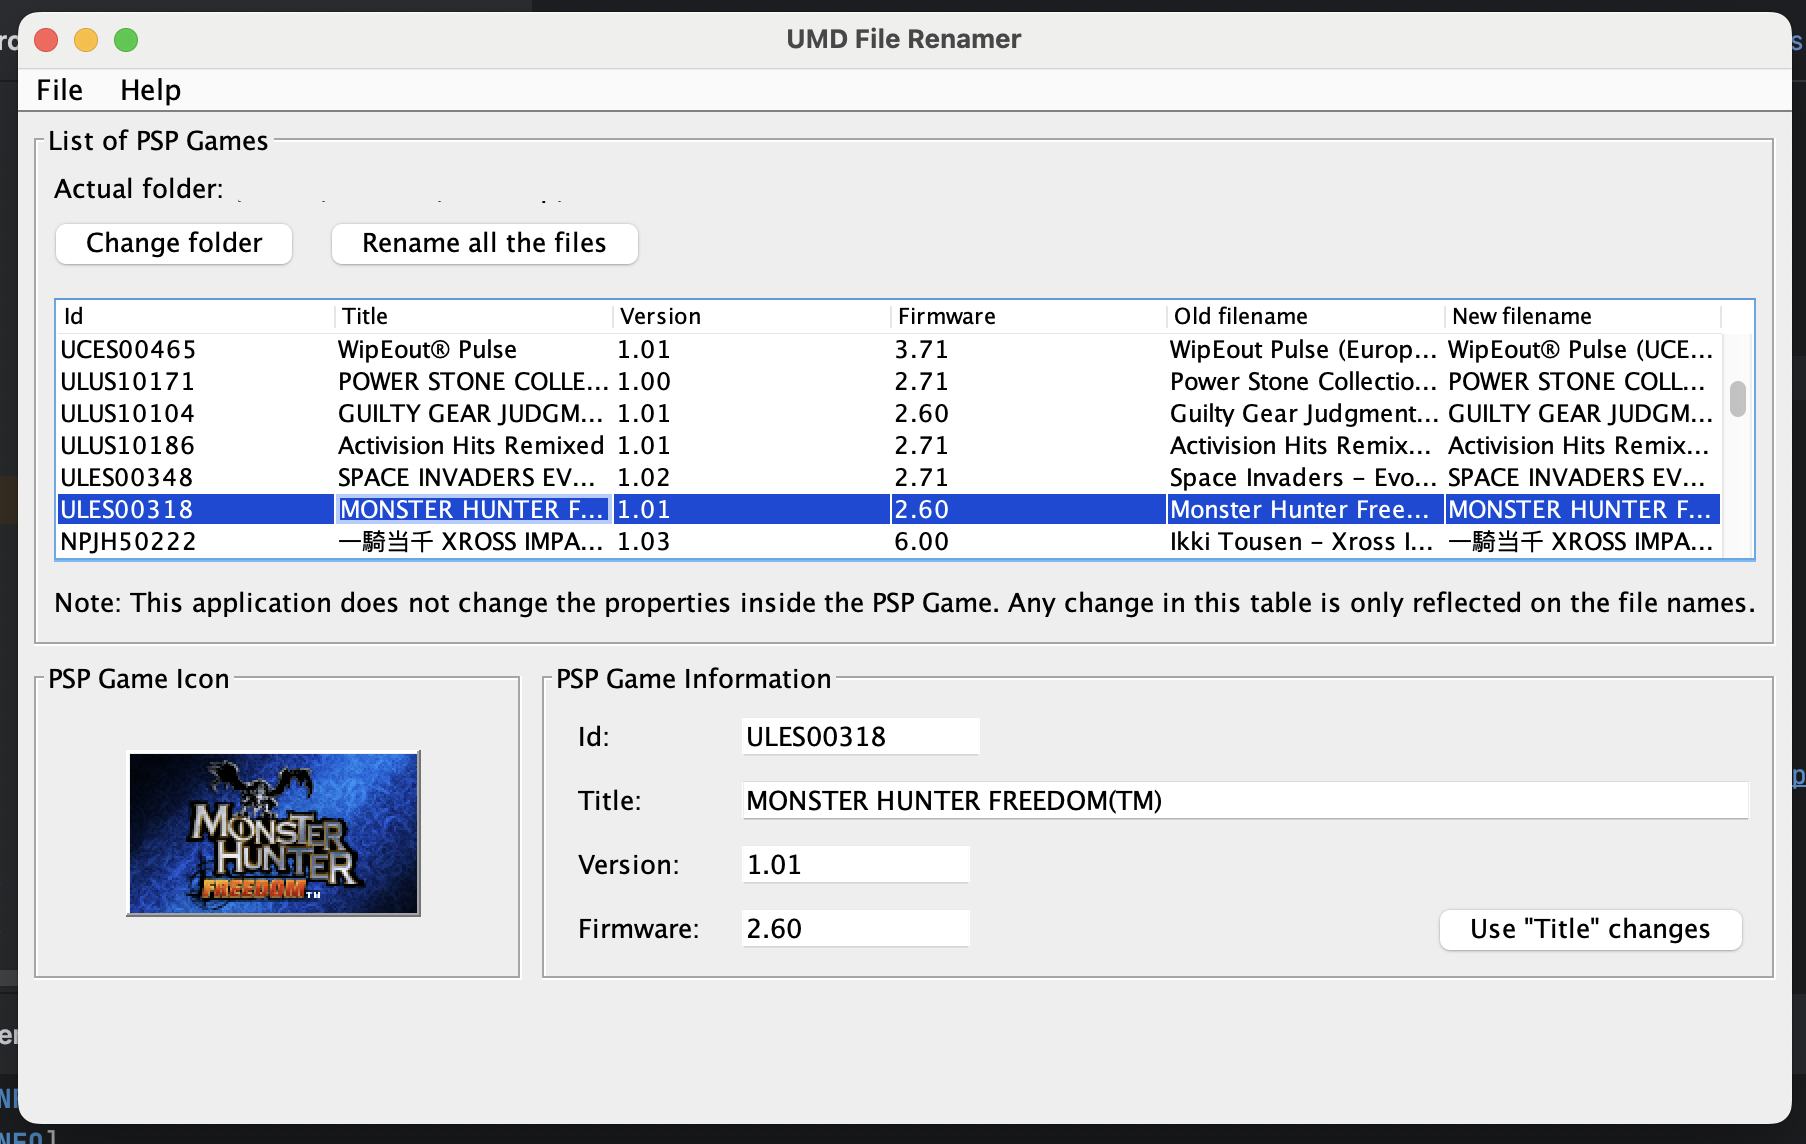 UMD File Renamer
File Help
List of PSP Games
Actual folder:
Change folder Rename all the files
Id Title Version Firmware Old filename New filename
UCES00465 WipEout® Pulse 1.01 3.71 WipEout Pulse (Europ... WipEout® Pulse (UCE...
ULUS10171 POWER STONE COLLE... 1.00 2.71 Power Stone Collectio... POWER STONE COLL...
ULUS10104 GUILTY GEAR JUDGM... 1.01 2.60 Guilty Gear Judgment... GUILTY GEAR JUDGM...
ULUS10186 Activision Hits Remixed 1.01 2.71 Activision Hits Remix... Activision Hits Remix...
ULES00348 SPACE INVADERS EV... 1.02 2.71 Space Invaders – Evo... SPACE INVADERS EV...
ULES00318 MONSTER HUNTER F... 1.01 2.60 Monster Hunter Free... MONSTER HUNTER F...
NPJH50222 一騎当千 XROSS IMPA... 1.03 6.00 Ikki Tousen – Xross I... 一騎当千 XROSS IMPA...
Note: This application does not change the properties inside the PSP Game. Any change in this table is only reflected on the file names.
PSP Game Icon
MONSTER
HUNTER
FREEDOM™
PSP Game Information
Id: ULES00318
Title: MONSTER HUNTER FREEDOM(TM)
Version: 1.01
Firmware: 2.60
Use "Title" changes